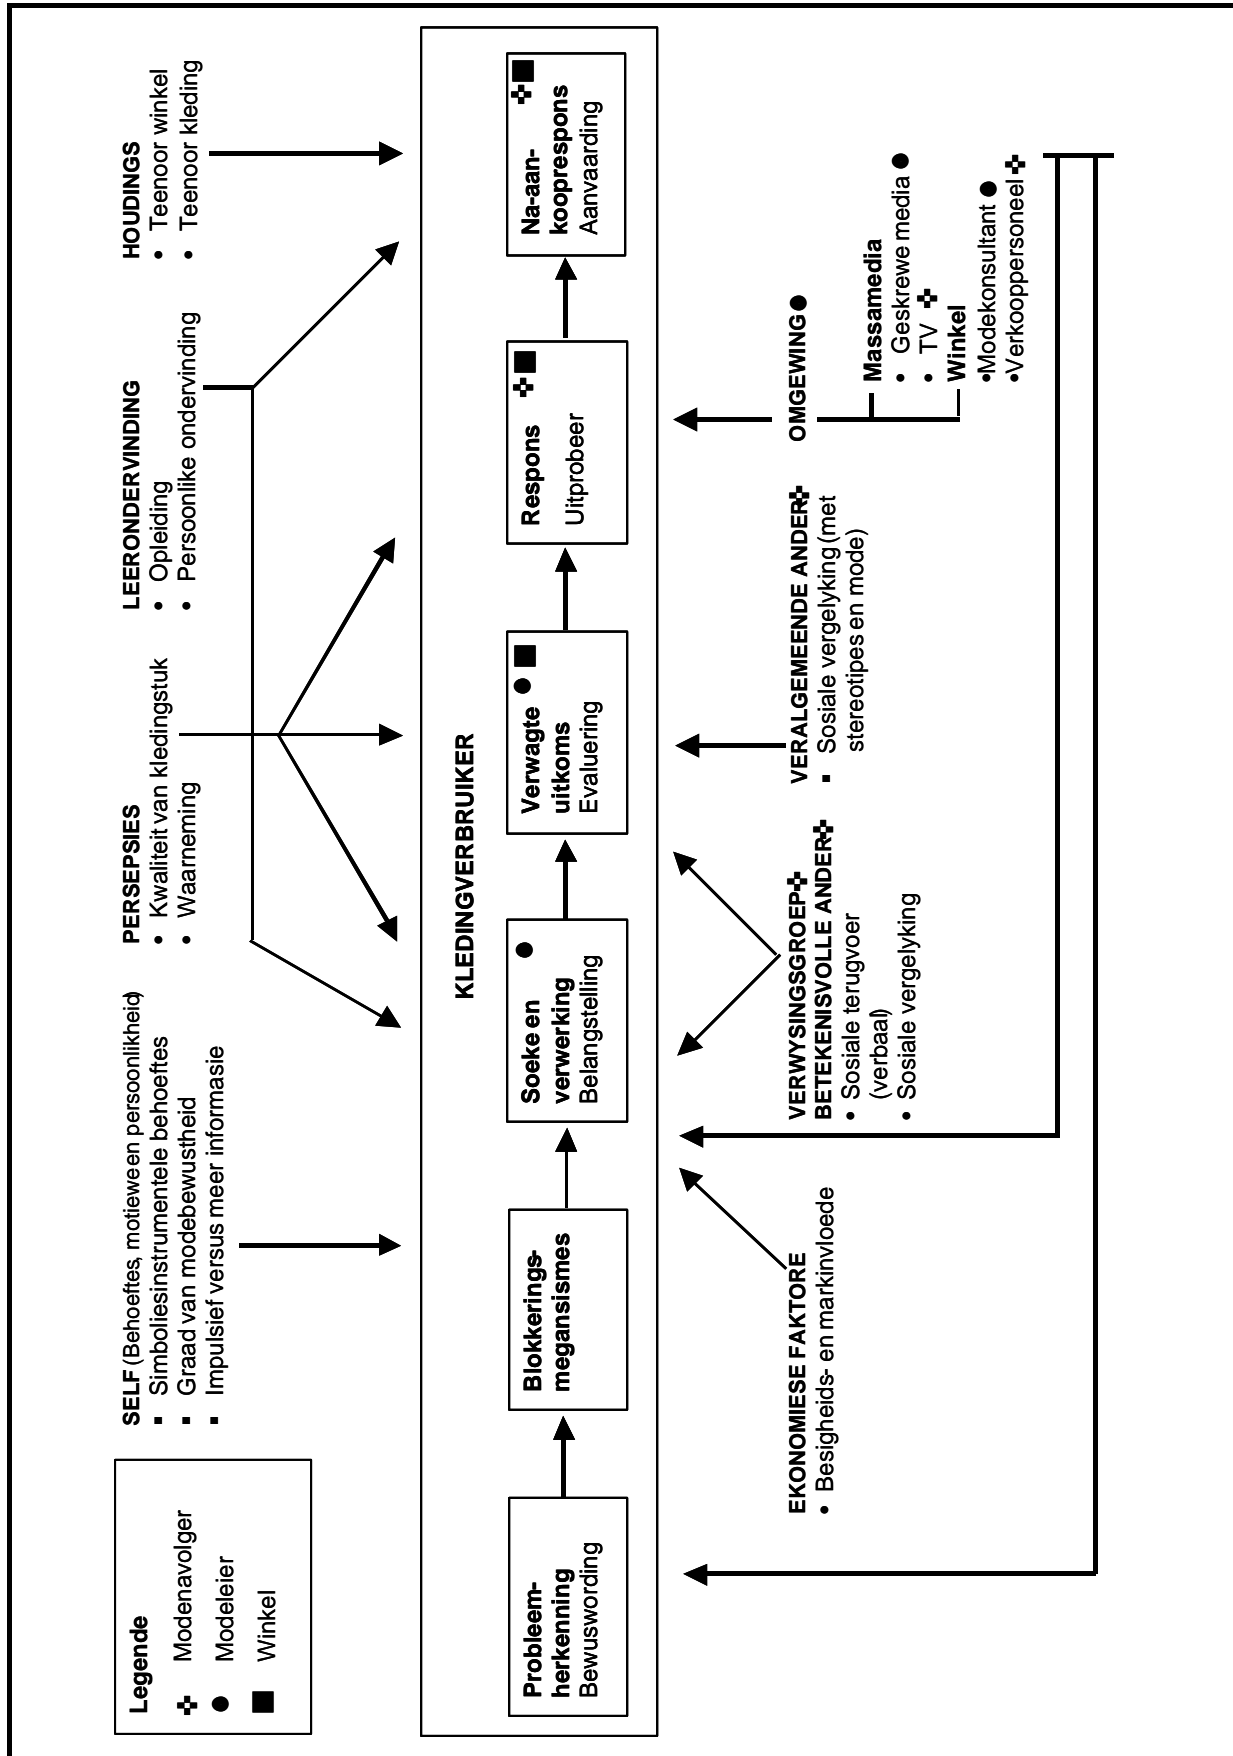 Legende
Modenavolger
Modeleier
Winkel
SELF (Behoeftes, motiewe en persoonlikheid)
▪ Simboliesinstrumentele behoeftes
▪ Graad van modebewustheid
▪ Impulsief versus meer informasie
PERSEPSIES
• Kwaliteit van kledingstuk
• Waarneming
LEERONDERVINDING
• Opleiding
• Persoonlike ondervinding
HOUDINGS
• Teenoor winkel
• Teenoor kleding
KLEDINGVERBRUIKER
Probleem-
herkenning
Bewuswording
Blokkerings-
megansismes
Soeke en
verwerking
Belangstelling
Verwagte
uitkoms
Evaluering
Respons
Uitprobeer
Na-aan-
kooprespons
Aanvaarding
EKONOMIESE FAKTORE
• Besigheids- en markinvloede
VERWYSINGSGROEP
BETEKENISVOLLE ANDER
• Sosiale terugvoer
(verbaal)
• Sosiale vergelyking
VERALGEMEENDE ANDER
▪ Sosiale vergelyking (met
stereotipes en mode)
OMGEWING
Massamedia
• Geskrewe media
• TV
Winkel
•Modekonsultant
•Verkooppersoneel